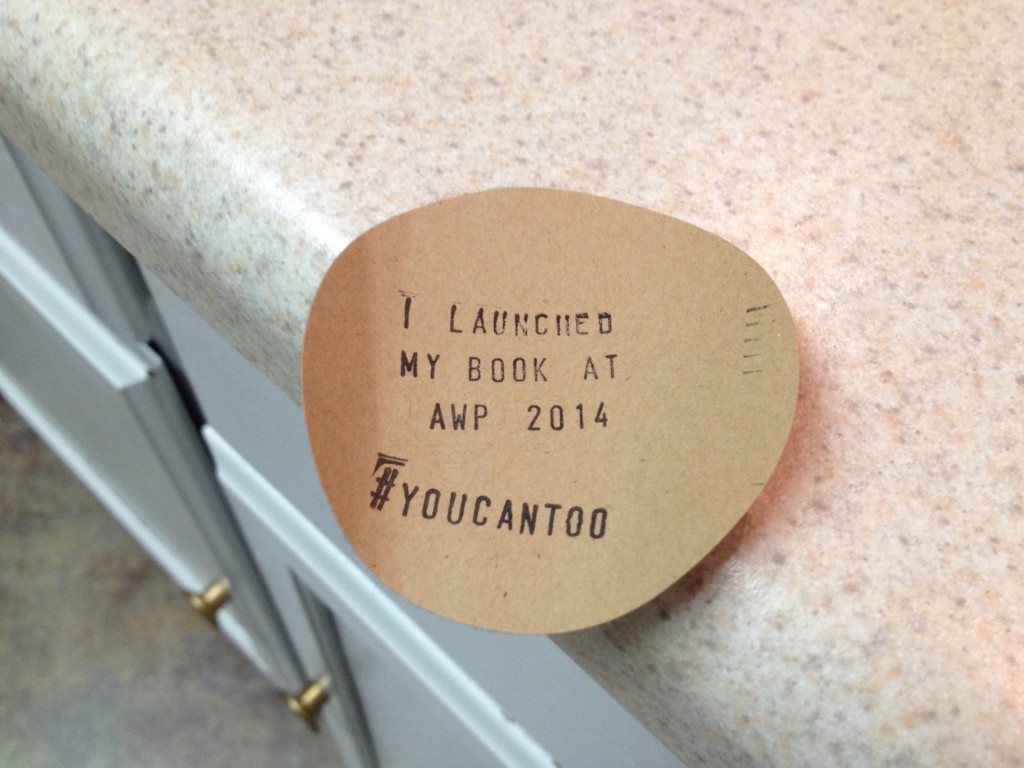 I LAUNCHED
MY BOOK AT
AWP 2014
#YOUCANTOO